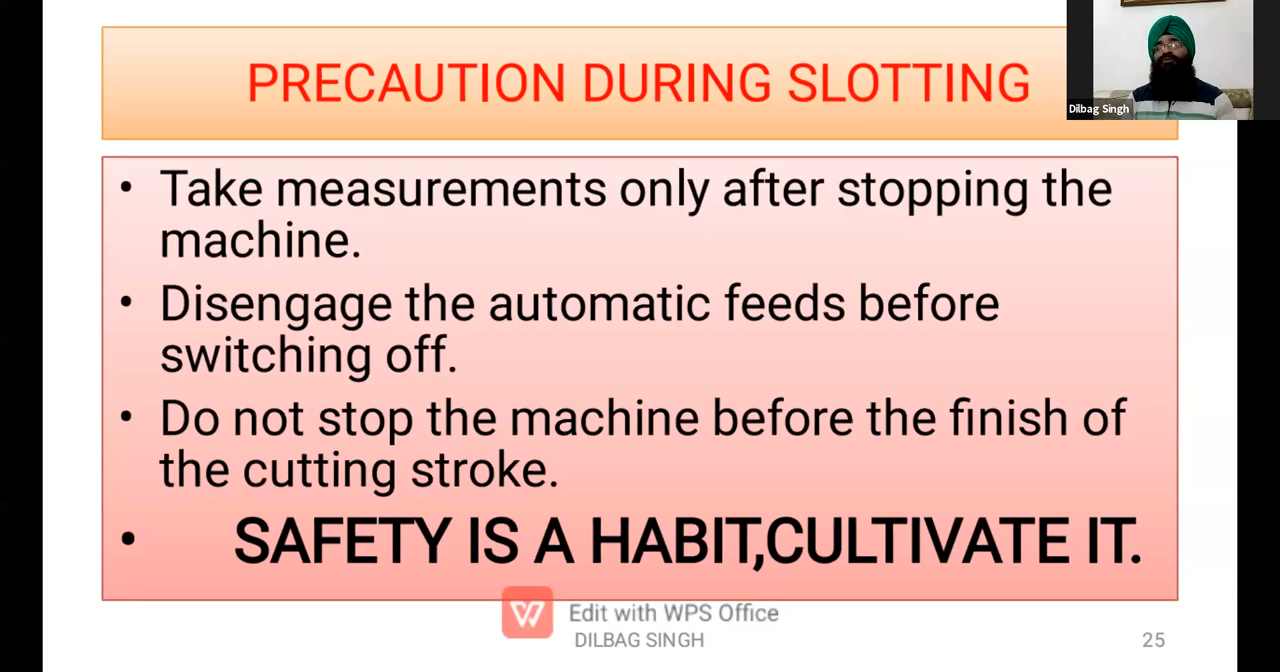 PRECAUTION DURING SLOTTING
Dilbag Singh
• Take measurements only after stopping the
machine.
• Disengage the automatic feeds before
switching off.
• Do not stop the machine before the finish of
the cutting stroke.
• SAFETY IS A HABIT,CULTIVATE IT.
Edit with WPS Office
DILBAG SINGH
25